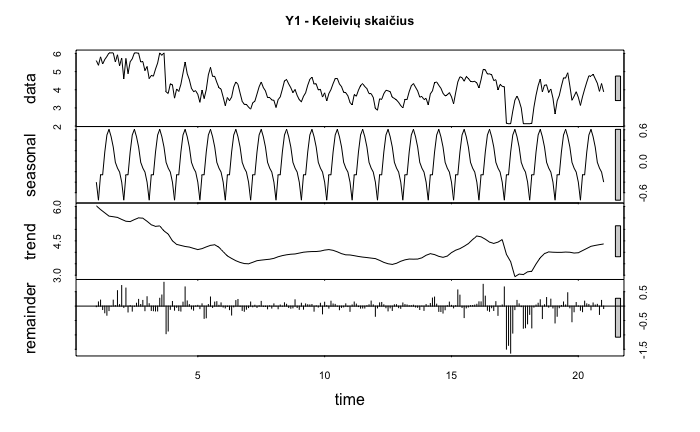 Y1 - Keleivių skaičius
data
2 3 4 5 6
seasonal
-0.6 0.0 0.6
trend
3.0 4.5 6.0
remainder
-1.5 -0.5 0.5
5 10 15 20
time